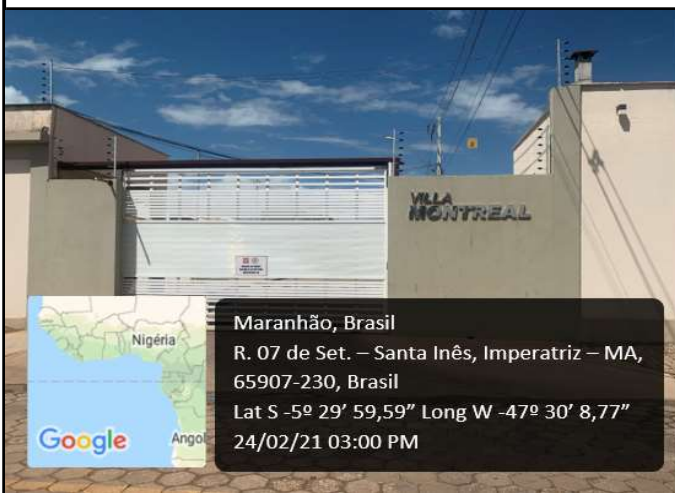 VILLA
MONTREAL
Nigéria
Angol
Google
Maranhão, Brasil
R. 07 de Set. – Santa Inês, Imperatriz – MA,
65907-230, Brasil
Lat S -5º 29’ 59,59” Long W -47º 30’ 8,77”
24/02/21 03:00 PM